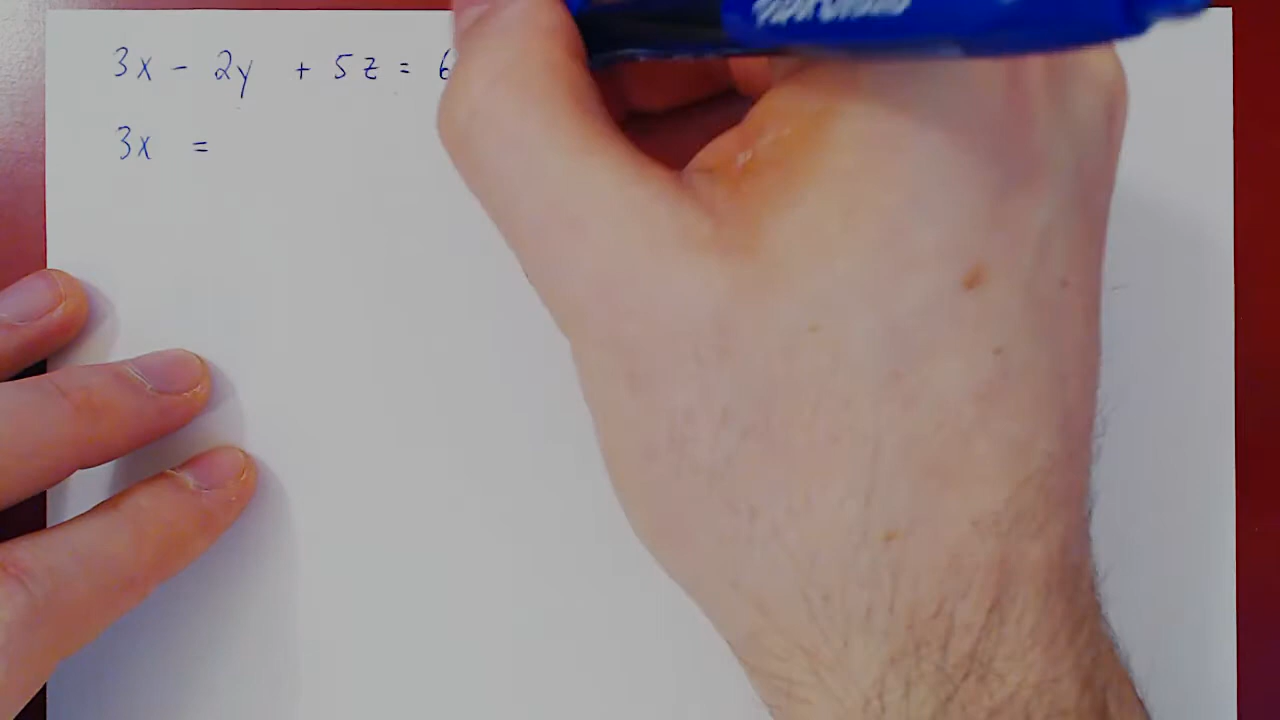 3x - 2y + 5z = 6
3x =